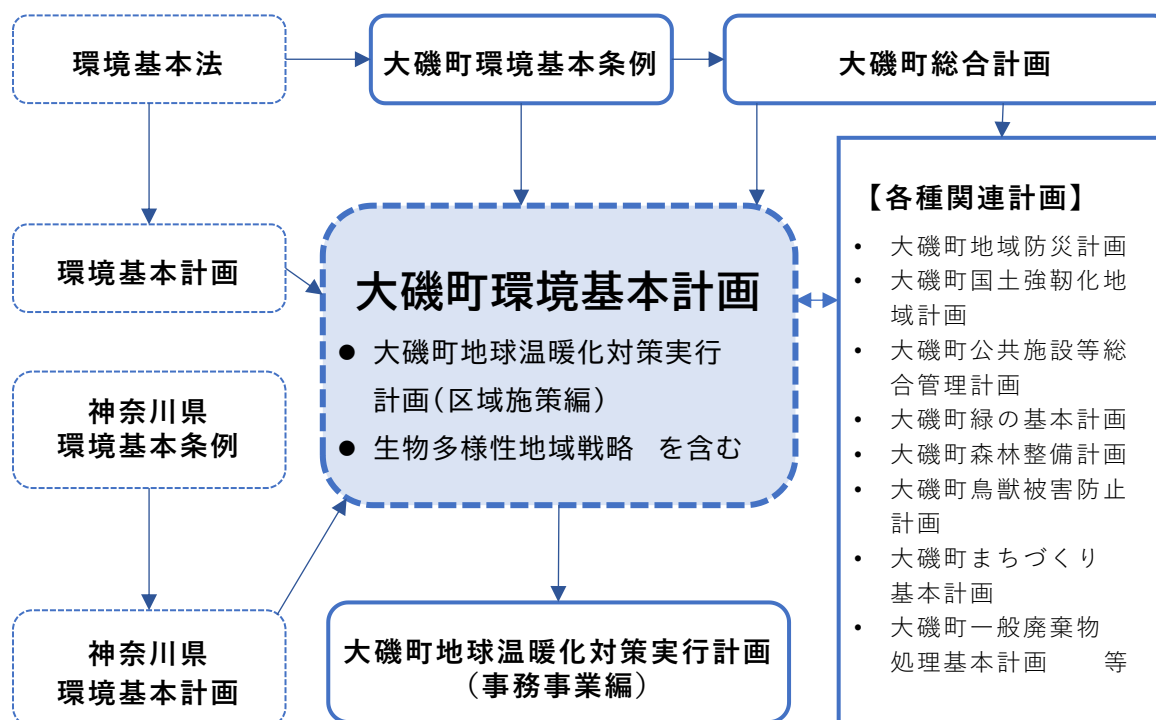 環境基本法
大磯町環境基本条例
大磯町総合計画
環境基本計画
神奈川県
環境基本条例
神奈川県
環境基本計画
大磯町環境基本計画
● 大磯町地球温暖化対策実行
計画(区域施策編)
● 生物多様性地域戦略 を含む
大磯町地球温暖化対策実行計画
(事務事業編)
【各種関連計画】
• 大磯町地域防災計画
• 大磯町国土強靭化地
域計画
• 大磯町公共施設等総
合管理計画
• 大磯町緑の基本計画
• 大磯町森林整備計画
• 大磯町鳥獣被害防止
計画
• 大磯町まちづくり
基本計画
• 大磯町一般廃棄物
処理基本計画 等